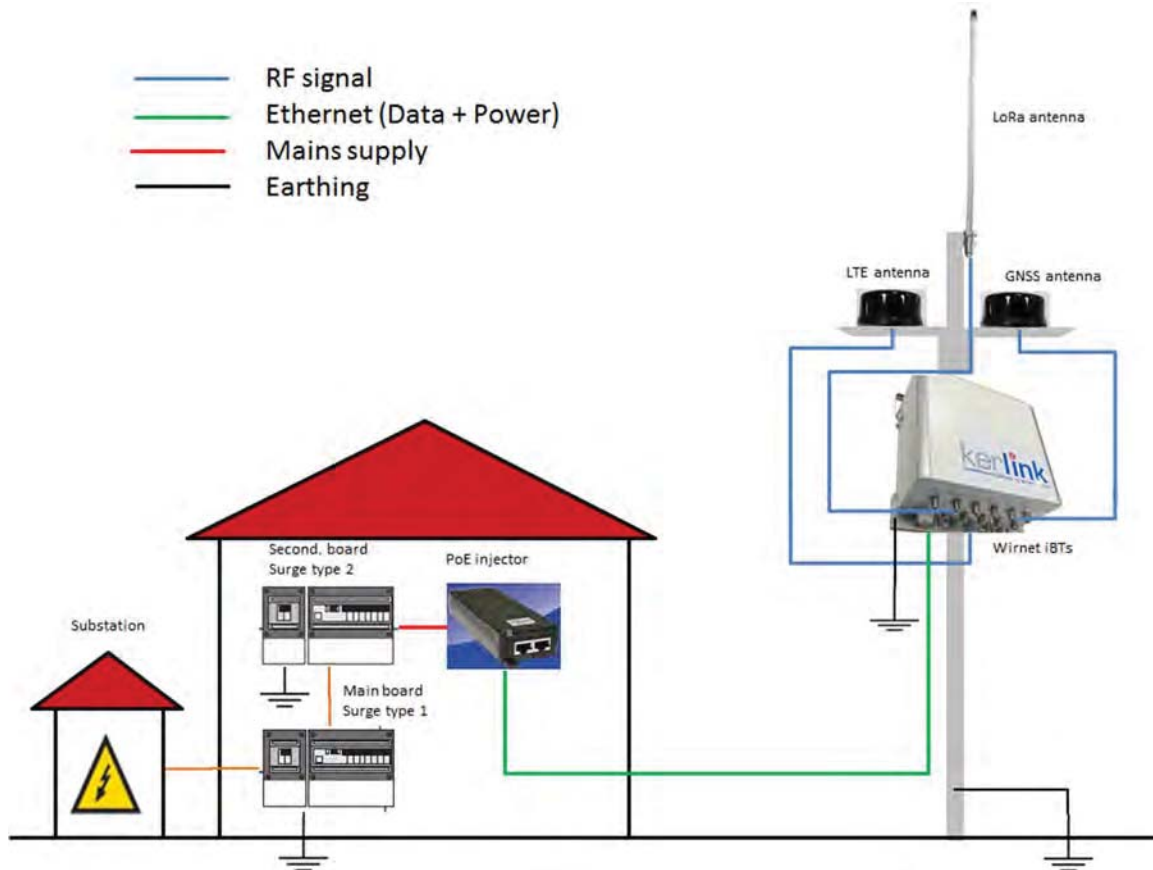 RF signal
Ethernet (Data + Power)
Mains supply
Earthing
LoRa antenna
LTE antenna
GNSS antenna
kerlink
Wirnet iBTs
Second. board
Surge type 2
PoE injector
Substation
Main board
Surge type 1